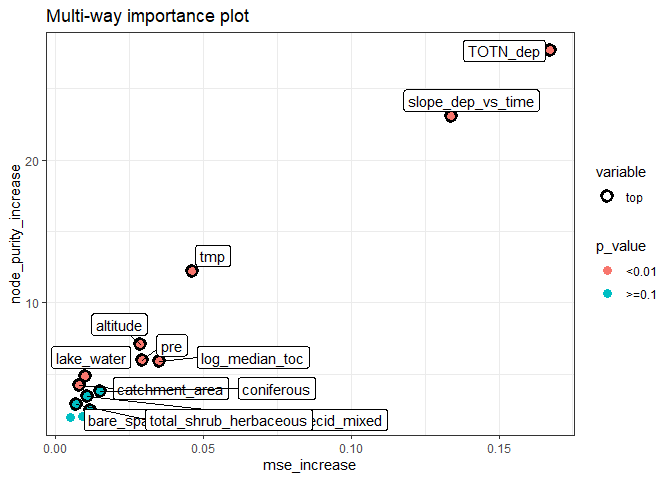 Multi-way importance plot
TOTN_dep
slope_dep_vs_time
tmp
altitude
pre
lake_water
log_median_toc
catchment_area
coniferous
bare_spa
total_shrub_herbaceous
ecid_mixed
node_purity_increase
20
10
0.00
0.05
0.10
0.15
mse_increase
variable
top
p_value
<0.01
>=0.1